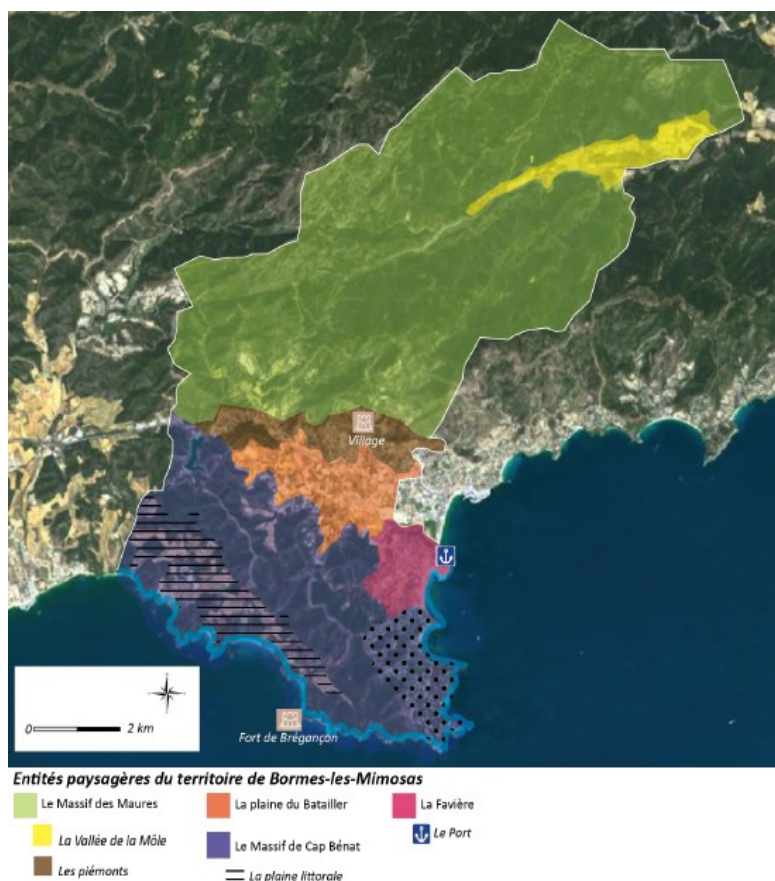 Village
0 2 km
Fort de Brégançon
Entités paysagères du territoire de Bormes-les-Mimosas
Le Massif des Maures
La plaine du Batailler
La Favière
La Vallée de la Môle
Le Massif de Cap Bénat
Le Port
Les piémonts
La plaine littorale